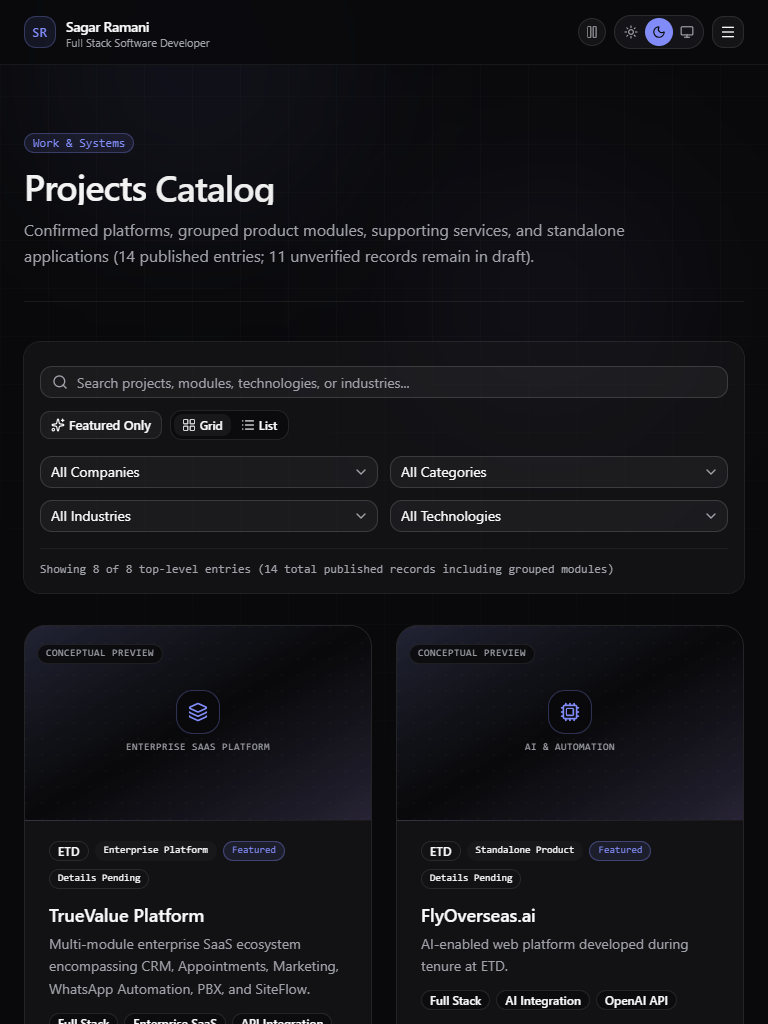 SR
Sagar Ramani
Full Stack Software Developer
Work & Systems
Projects Catalog
Confirmed platforms, grouped product modules, supporting services, and standalone
applications (14 published entries; 11 unverified records remain in draft).
Search projects, modules, technologies, or industries...
Featured Only
Grid
List
All Companies
All Categories
All Industries
All Technologies
Showing 8 of 8 top-level entries (14 total published records including grouped modules)
CONCEPTUAL PREVIEW
ENTERPRISE SAAS PLATFORM
ETD
Enterprise Platform
Featured
Details Pending
TrueValue Platform
Multi-module enterprise SaaS ecosystem
encompassing CRM, Appointments, Marketing,
WhatsApp Automation, PBX, and SiteFlow.
Full Stack
Enterprise SaaS
API Integration
CONCEPTUAL PREVIEW
AI & AUTOMATION
ETD
Standalone Product
Featured
Details Pending
FlyOverseas.ai
AI-enabled web platform developed during
tenure at ETD.
Full Stack
AI Integration
OpenAI API